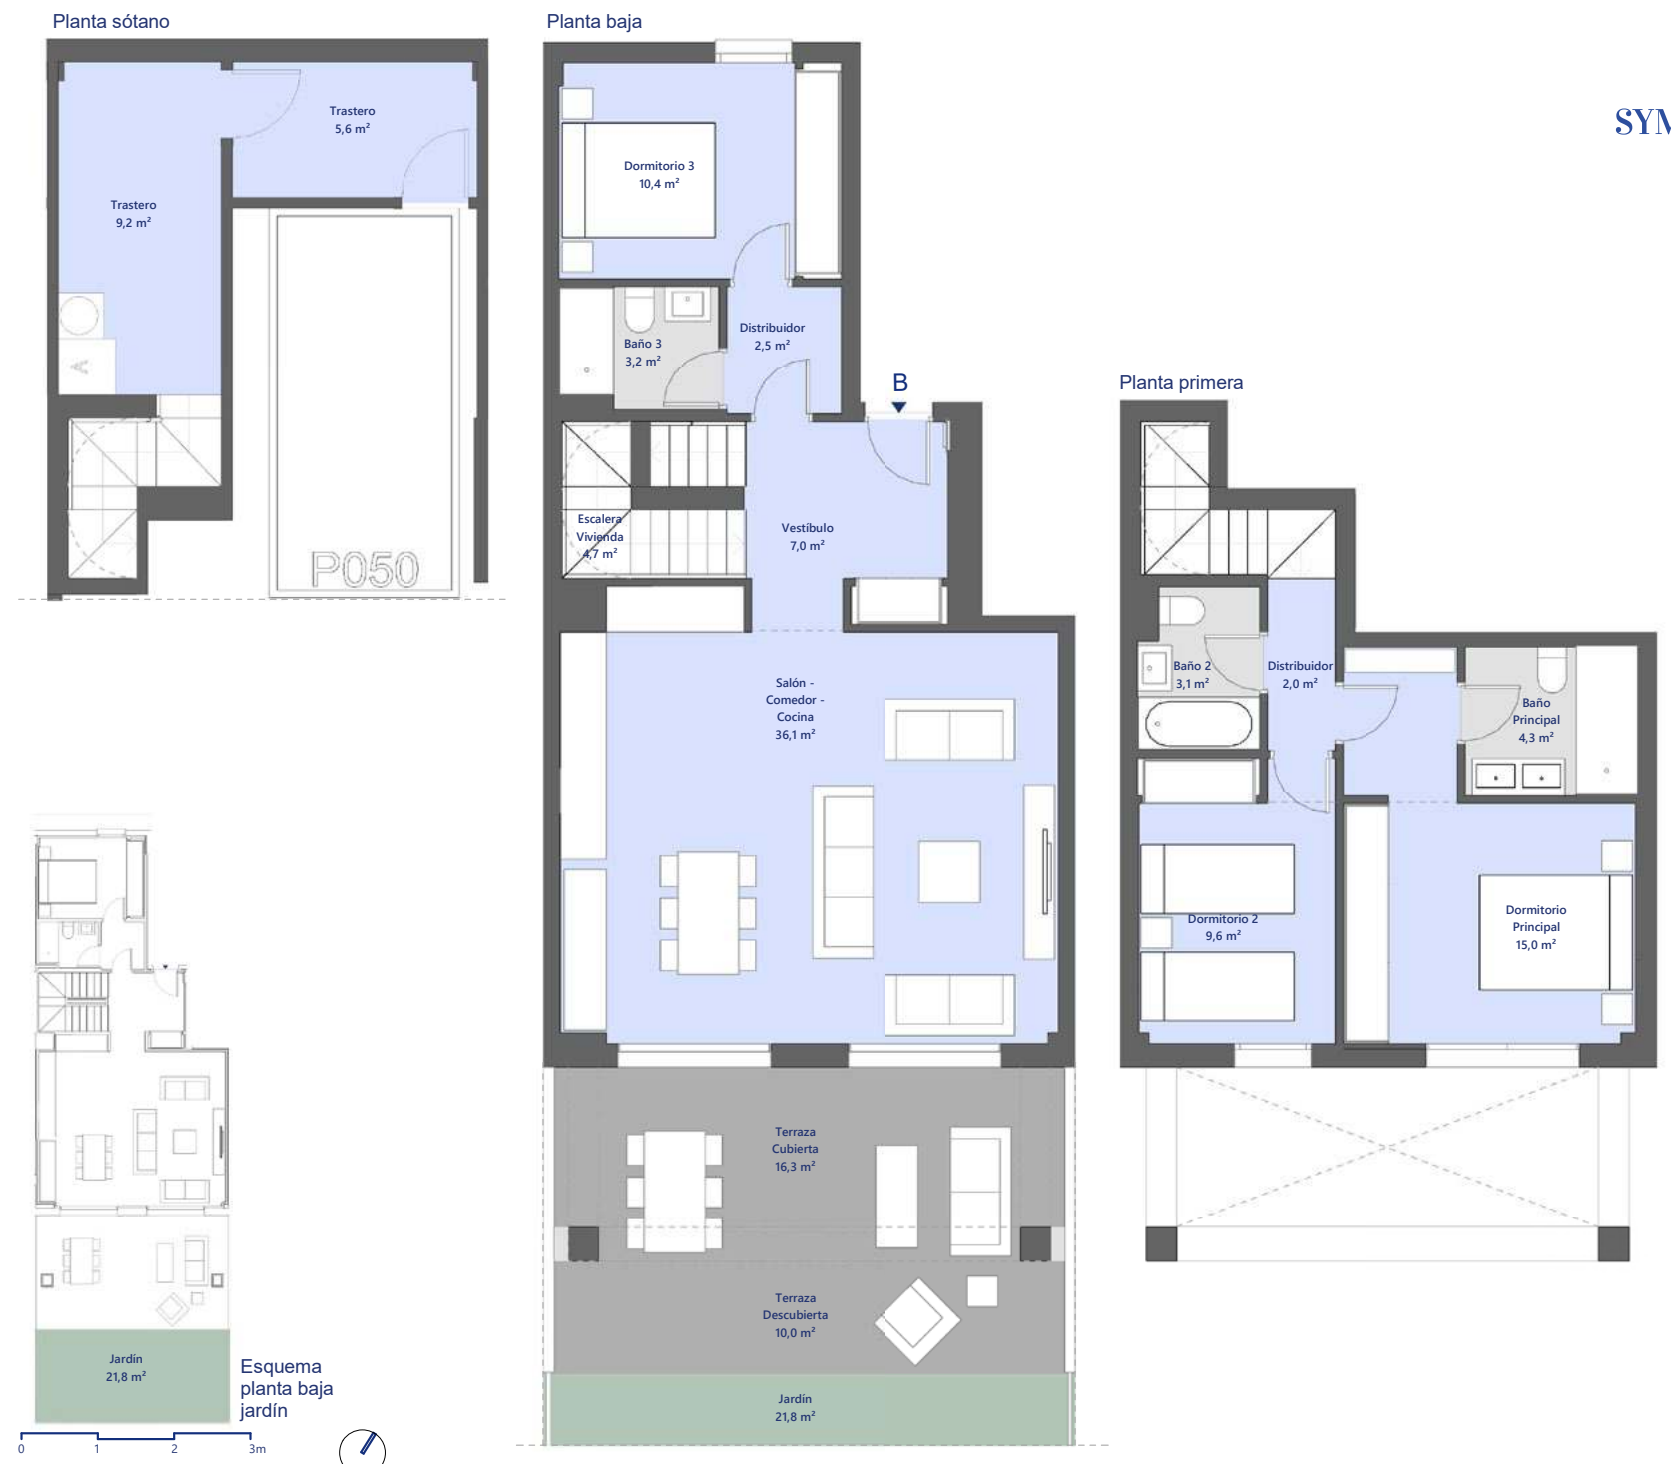 Planta sótano
Trastero
5,6 m²
Trastero
9,2 m²
A
P050
Planta baja
Dormitorio 3
10,4 m²
Distribuidor
2,5 m²
Baño 3
3,2 m²
B
Escalera
Vivienda
4,7 m²
Vestíbulo
7,0 m²
Salón -
Comedor -
Cocina
36,1 m²
Terraza
Cubierta
16,3 m²
Terraza
Descubierta
10,0 m²
Jardín
21,8 m²
SYM
Planta primera
Baño 2
3,1 m²
Distribuidor
2,0 m²
Baño
Principal
4,3 m²
Dormitorio 2
9,6 m²
Dormitorio
Principal
15,0 m²
Jardín
21,8 m²
Esquema
planta baja
jardín
0 1 2 3m